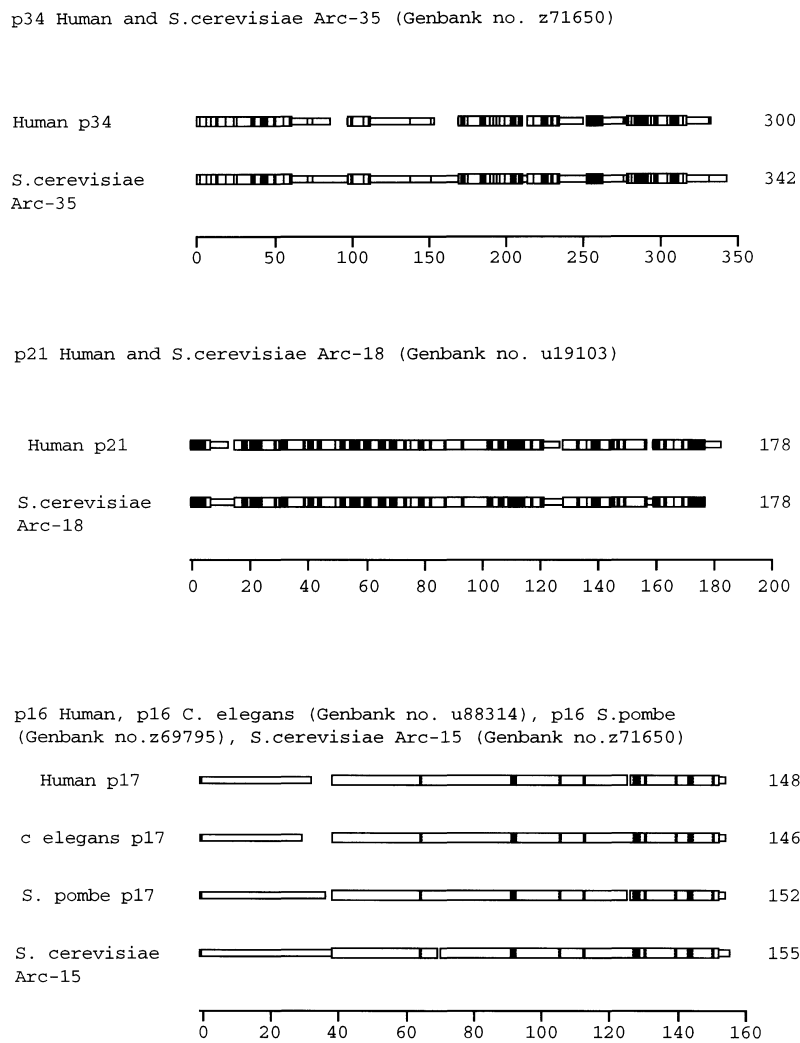 p34 Human and S.cerevisiae Arc-35 (Genbank no. z71650)
Human p34 300
S.cerevisiae 342
Arc-35
0 50 100 150 200 250 300 350
p21 Human and S.cerevisiae Arc-18 (Genbank no. u19103)
Human p21 178
S.cerevisiae 178
Arc-18
0 20 40 60 80 100 120 140 160 180 200
p16 Human, p16 C. elegans (Genbank no. u88314), p16 S.pombe
(Genbank no.z69795), S.cerevisiae Arc-15 (Genbank no.z71650)
Human p17 148
c elegans p17 146
S. pombe p17 152
S. cerevisiae 155
Arc-15
0 20 40 60 80 100 120 140 160